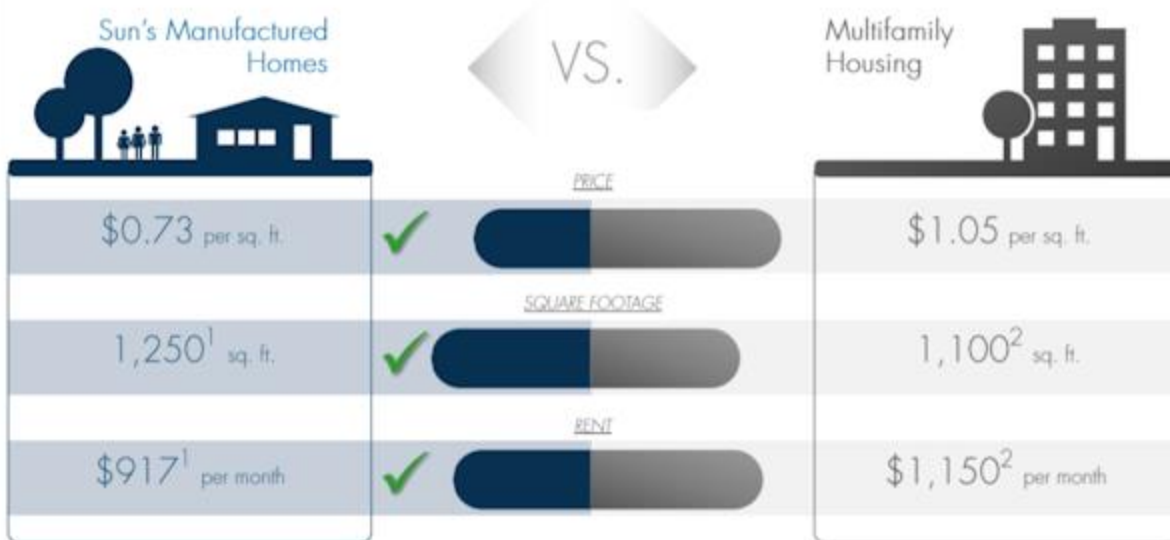 Sun's Manufactured
Homes
VS.
Multifamily
Housing
PRICE
$0.73 per sq. ft.
$1.05 per sq. ft.
SQUARE FOOTAGE
1,250¹ sq. ft.
1,100² sq. ft.
RENT
$917¹ per month
$1,150² per month